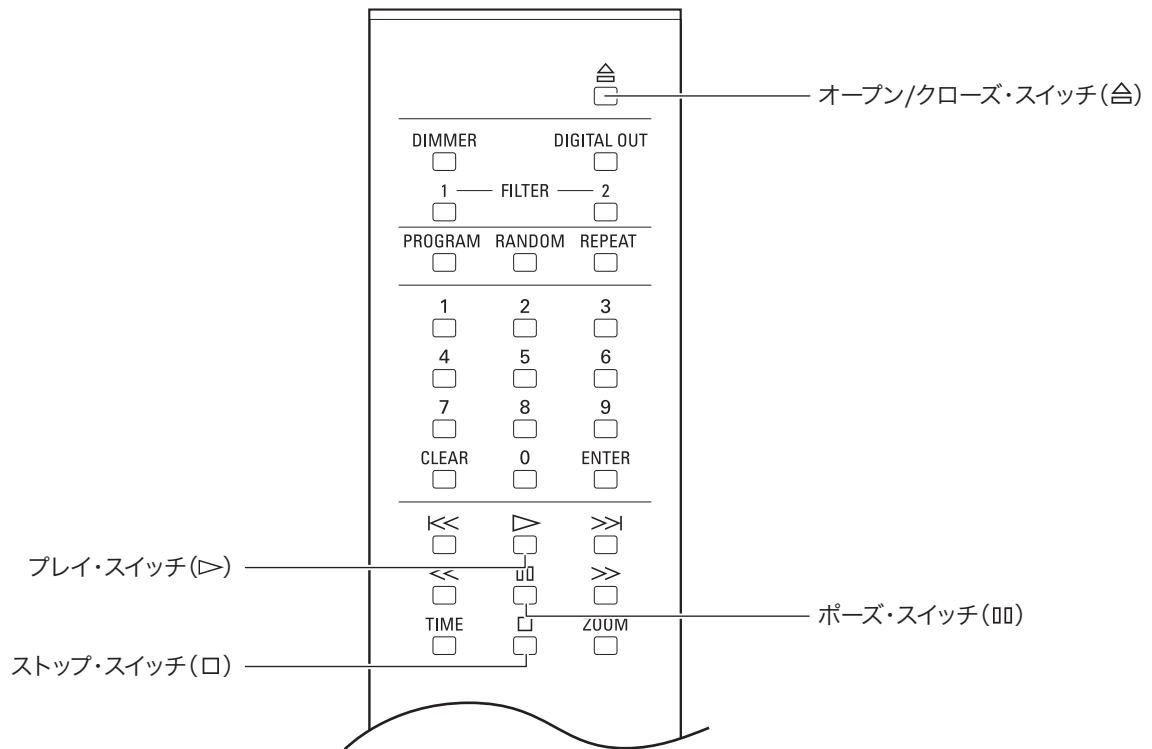 オープン/クローズ・スイッチ(≙)
DIMMER DIGITAL OUT
1 FILTER 2
PROGRAM RANDOM REPEAT
1 2 3
4 5 6
7 8 9
CLEAR 0 ENTER
プレイ・スイッチ(▷)
ポーズ・スイッチ(▯▯)
TIME ZOOM
ストップ・スイッチ(□)